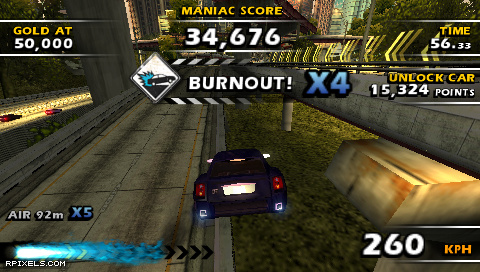 MANIAC SCORE
GOLD AT
50,000
34,676
TIME
56.33
BURNOUT! X4
UNLOCK CAR
15,324 POINTS
AIR 92m X5
260 KPH
RPIXELS.COM